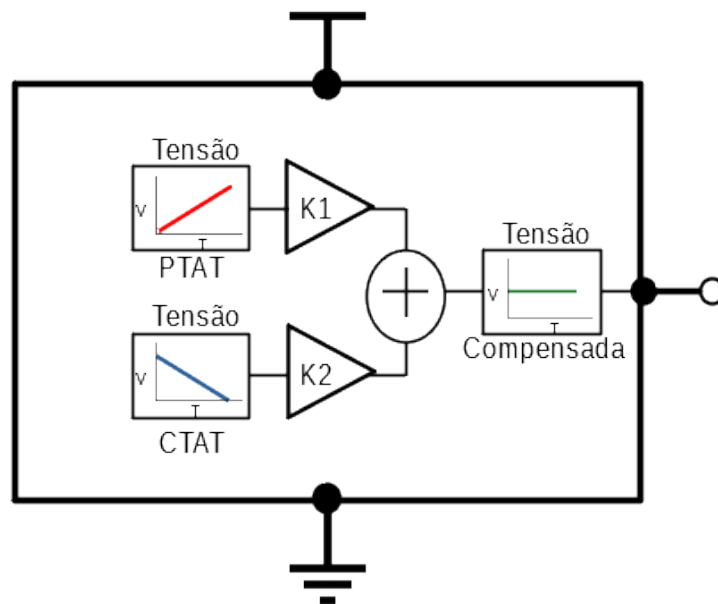 Tensão
V
T
PTAT
K1
Tensão
V
T
CTAT
K2
+
Tensão
V
T
Compensada